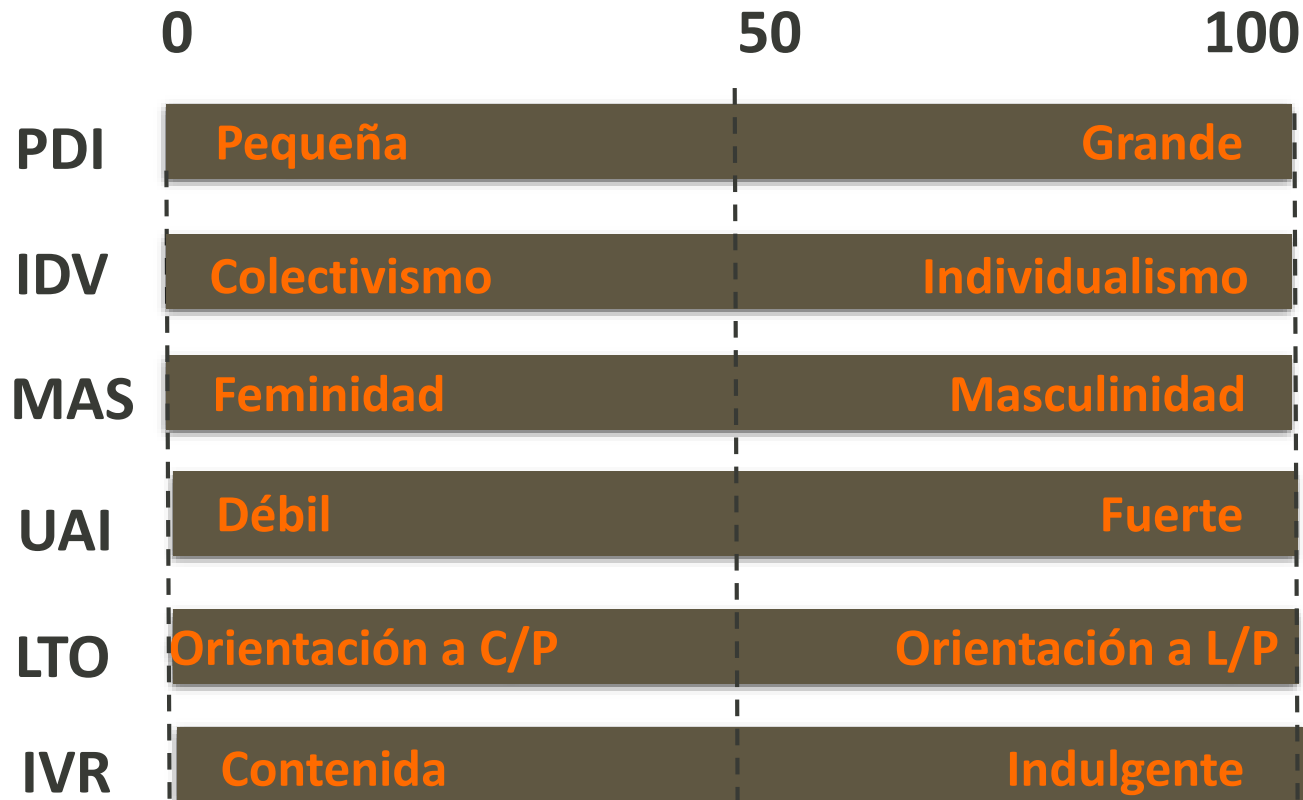 0 50 100
PDI Pequeña Grande
IDV Colectivismo Individualismo
MAS Feminidad Masculinidad
UAI Débil Fuerte
LTO Orientación a C/P Orientación a L/P
IVR Contenida Indulgente